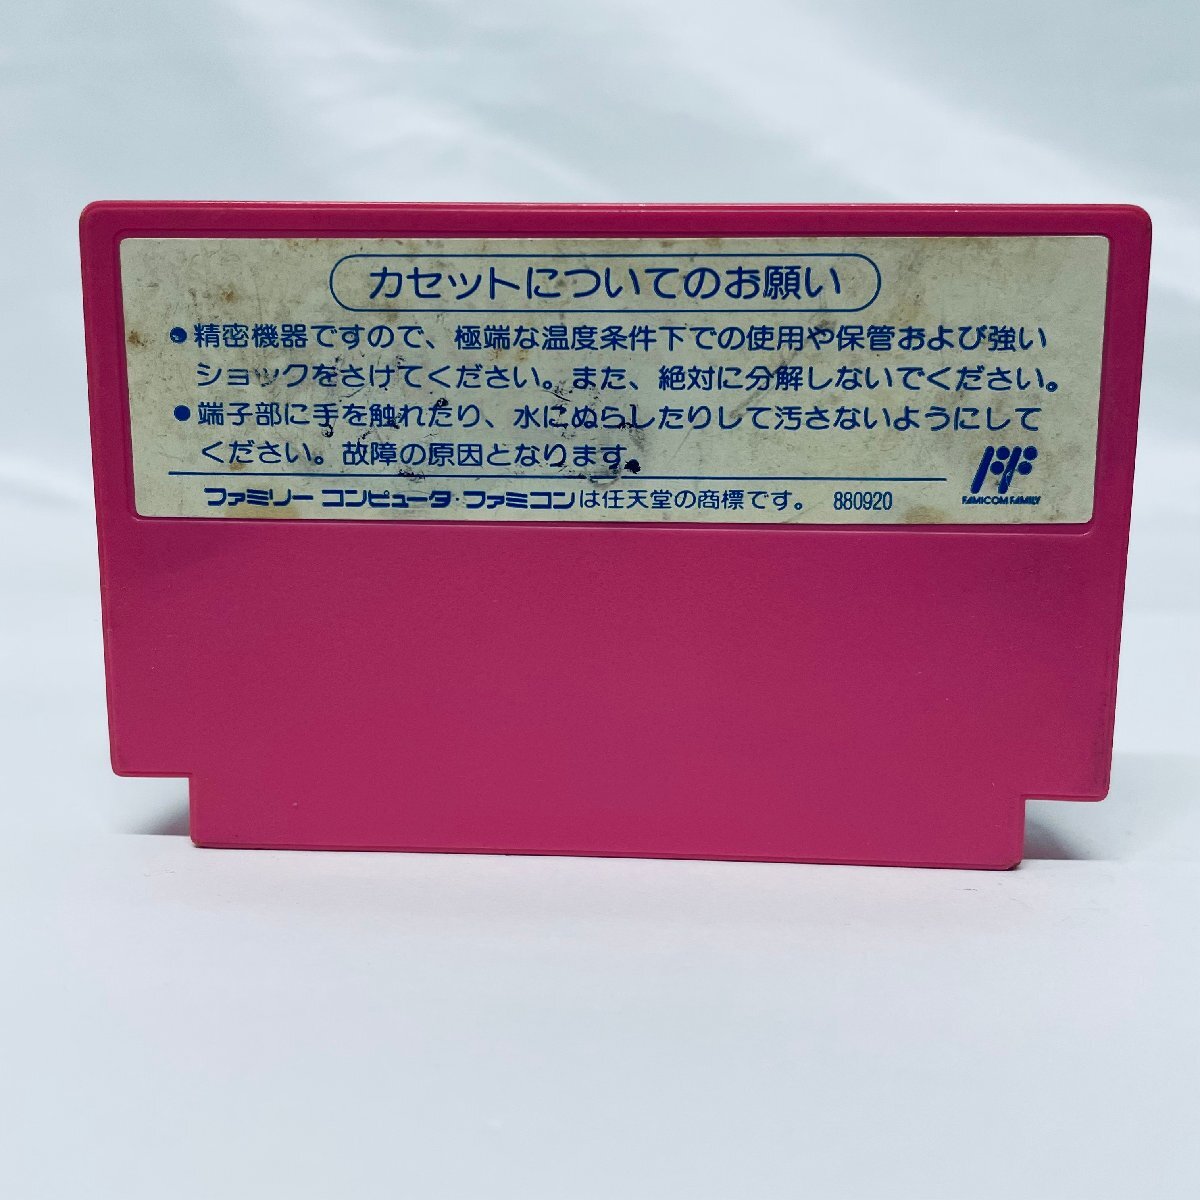 カセットについてのお願い
●精密機器ですので、極端な温度条件下での使用や保管および強い
ショックをさけてください。また、絶対に分解しないでください。
●端子部に手を触れたり、水にぬらしたりして汚さないようにして
ください。故障の原因となります。
FF
FAMICOM FAMILY
ファミリー コンピュータ・ファミコンは任天堂の商標です。 880920